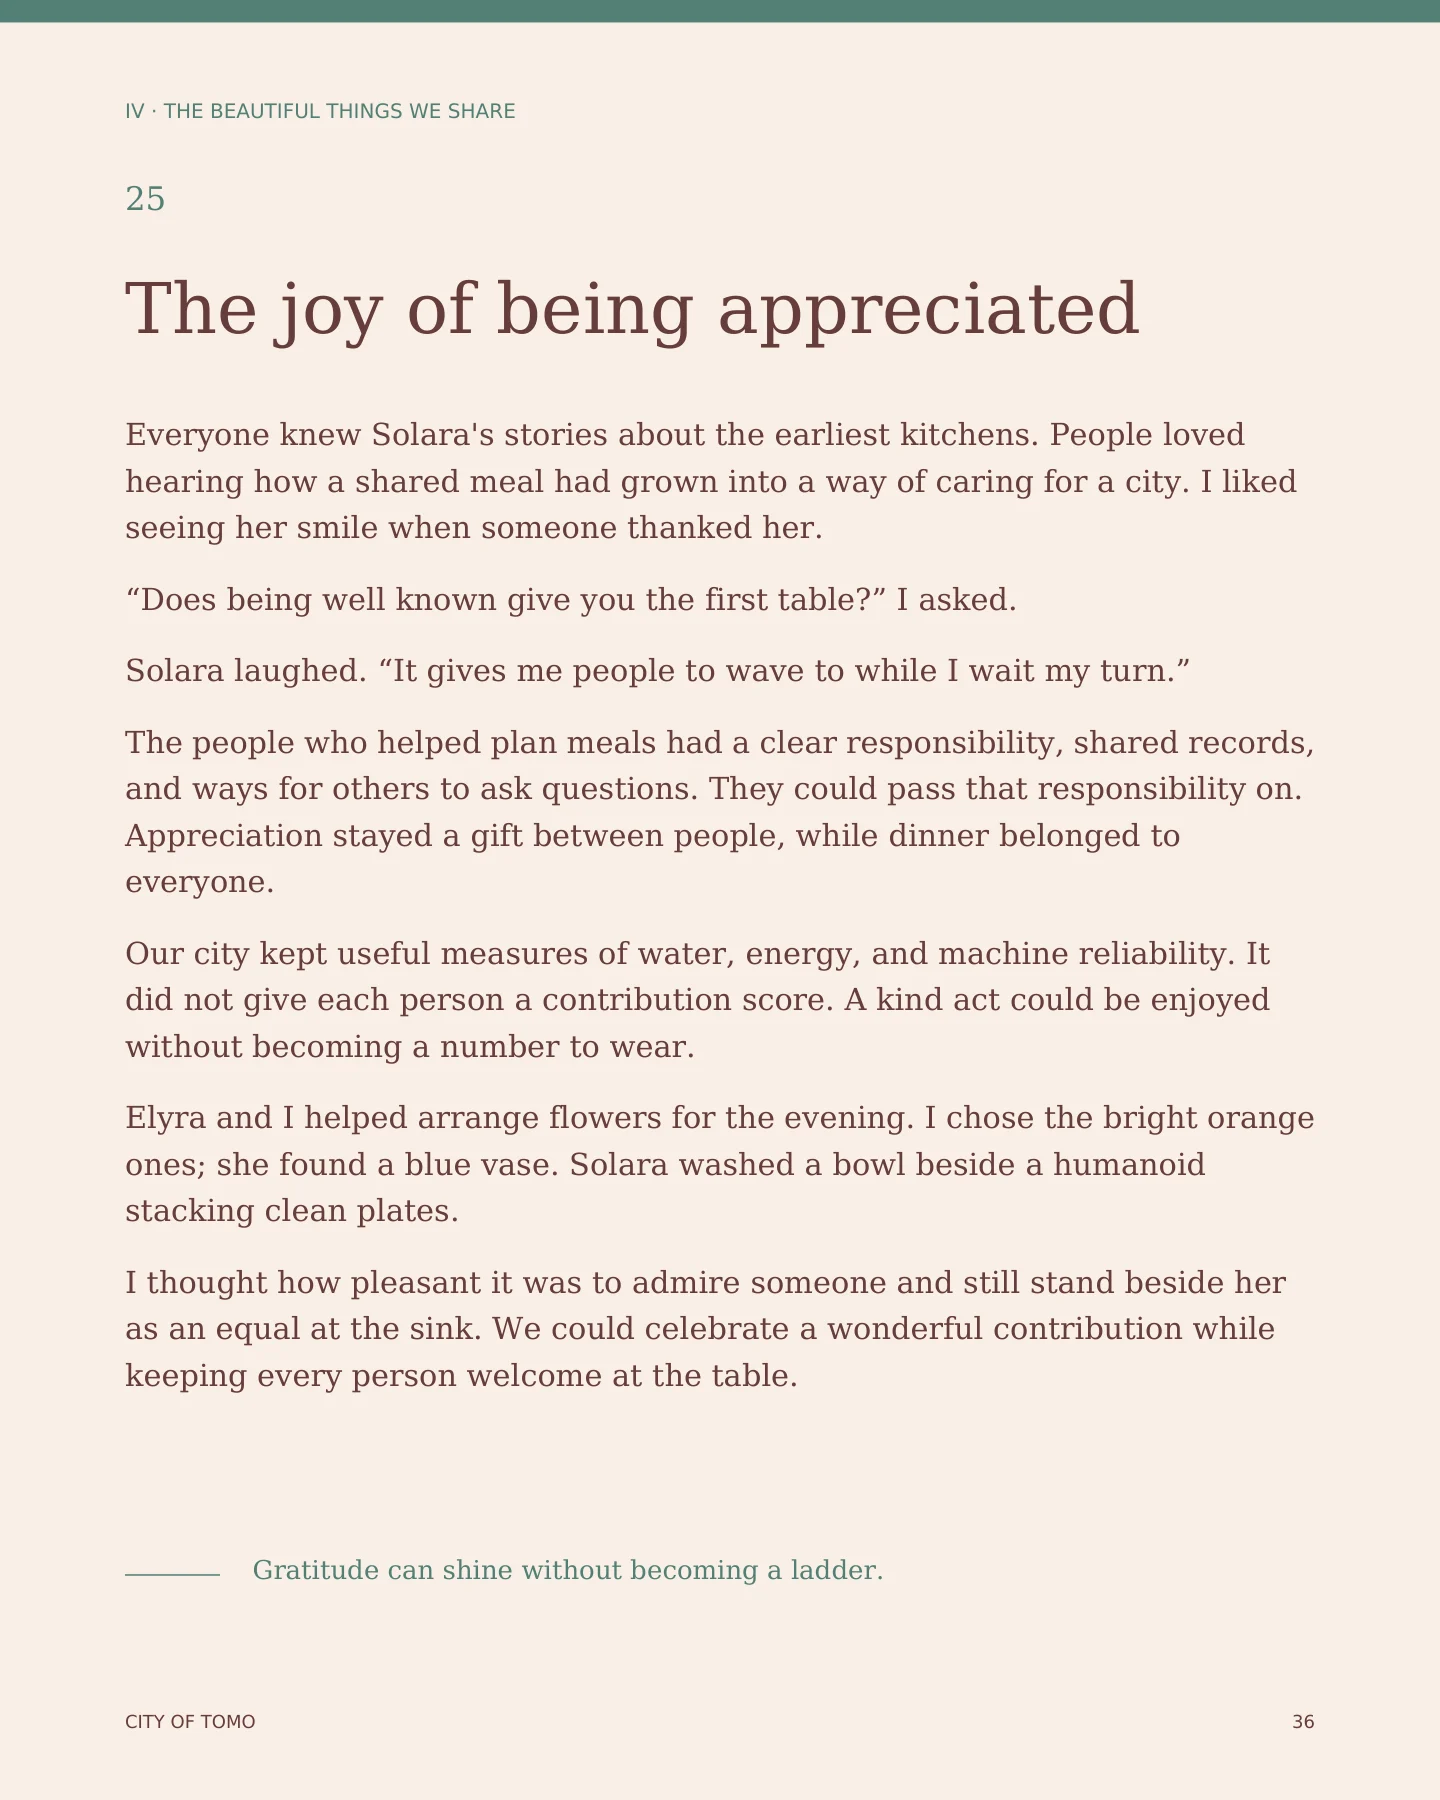 IV · THE BEAUTIFUL THINGS WE SHARE
25
The joy of being appreciated
Everyone knew Solara's stories about the earliest kitchens. People loved
hearing how a shared meal had grown into a way of caring for a city. I liked
seeing her smile when someone thanked her.
“Does being well known give you the first table?” I asked.
Solara laughed. “It gives me people to wave to while I wait my turn.”
The people who helped plan meals had a clear responsibility, shared records,
and ways for others to ask questions. They could pass that responsibility on.
Appreciation stayed a gift between people, while dinner belonged to
everyone.
Our city kept useful measures of water, energy, and machine reliability. It
did not give each person a contribution score. A kind act could be enjoyed
without becoming a number to wear.
Elyra and I helped arrange flowers for the evening. I chose the bright orange
ones; she found a blue vase. Solara washed a bowl beside a humanoid
stacking clean plates.
I thought how pleasant it was to admire someone and still stand beside her
as an equal at the sink. We could celebrate a wonderful contribution while
keeping every person welcome at the table.
Gratitude can shine without becoming a ladder.
CITY OF TOMO
36